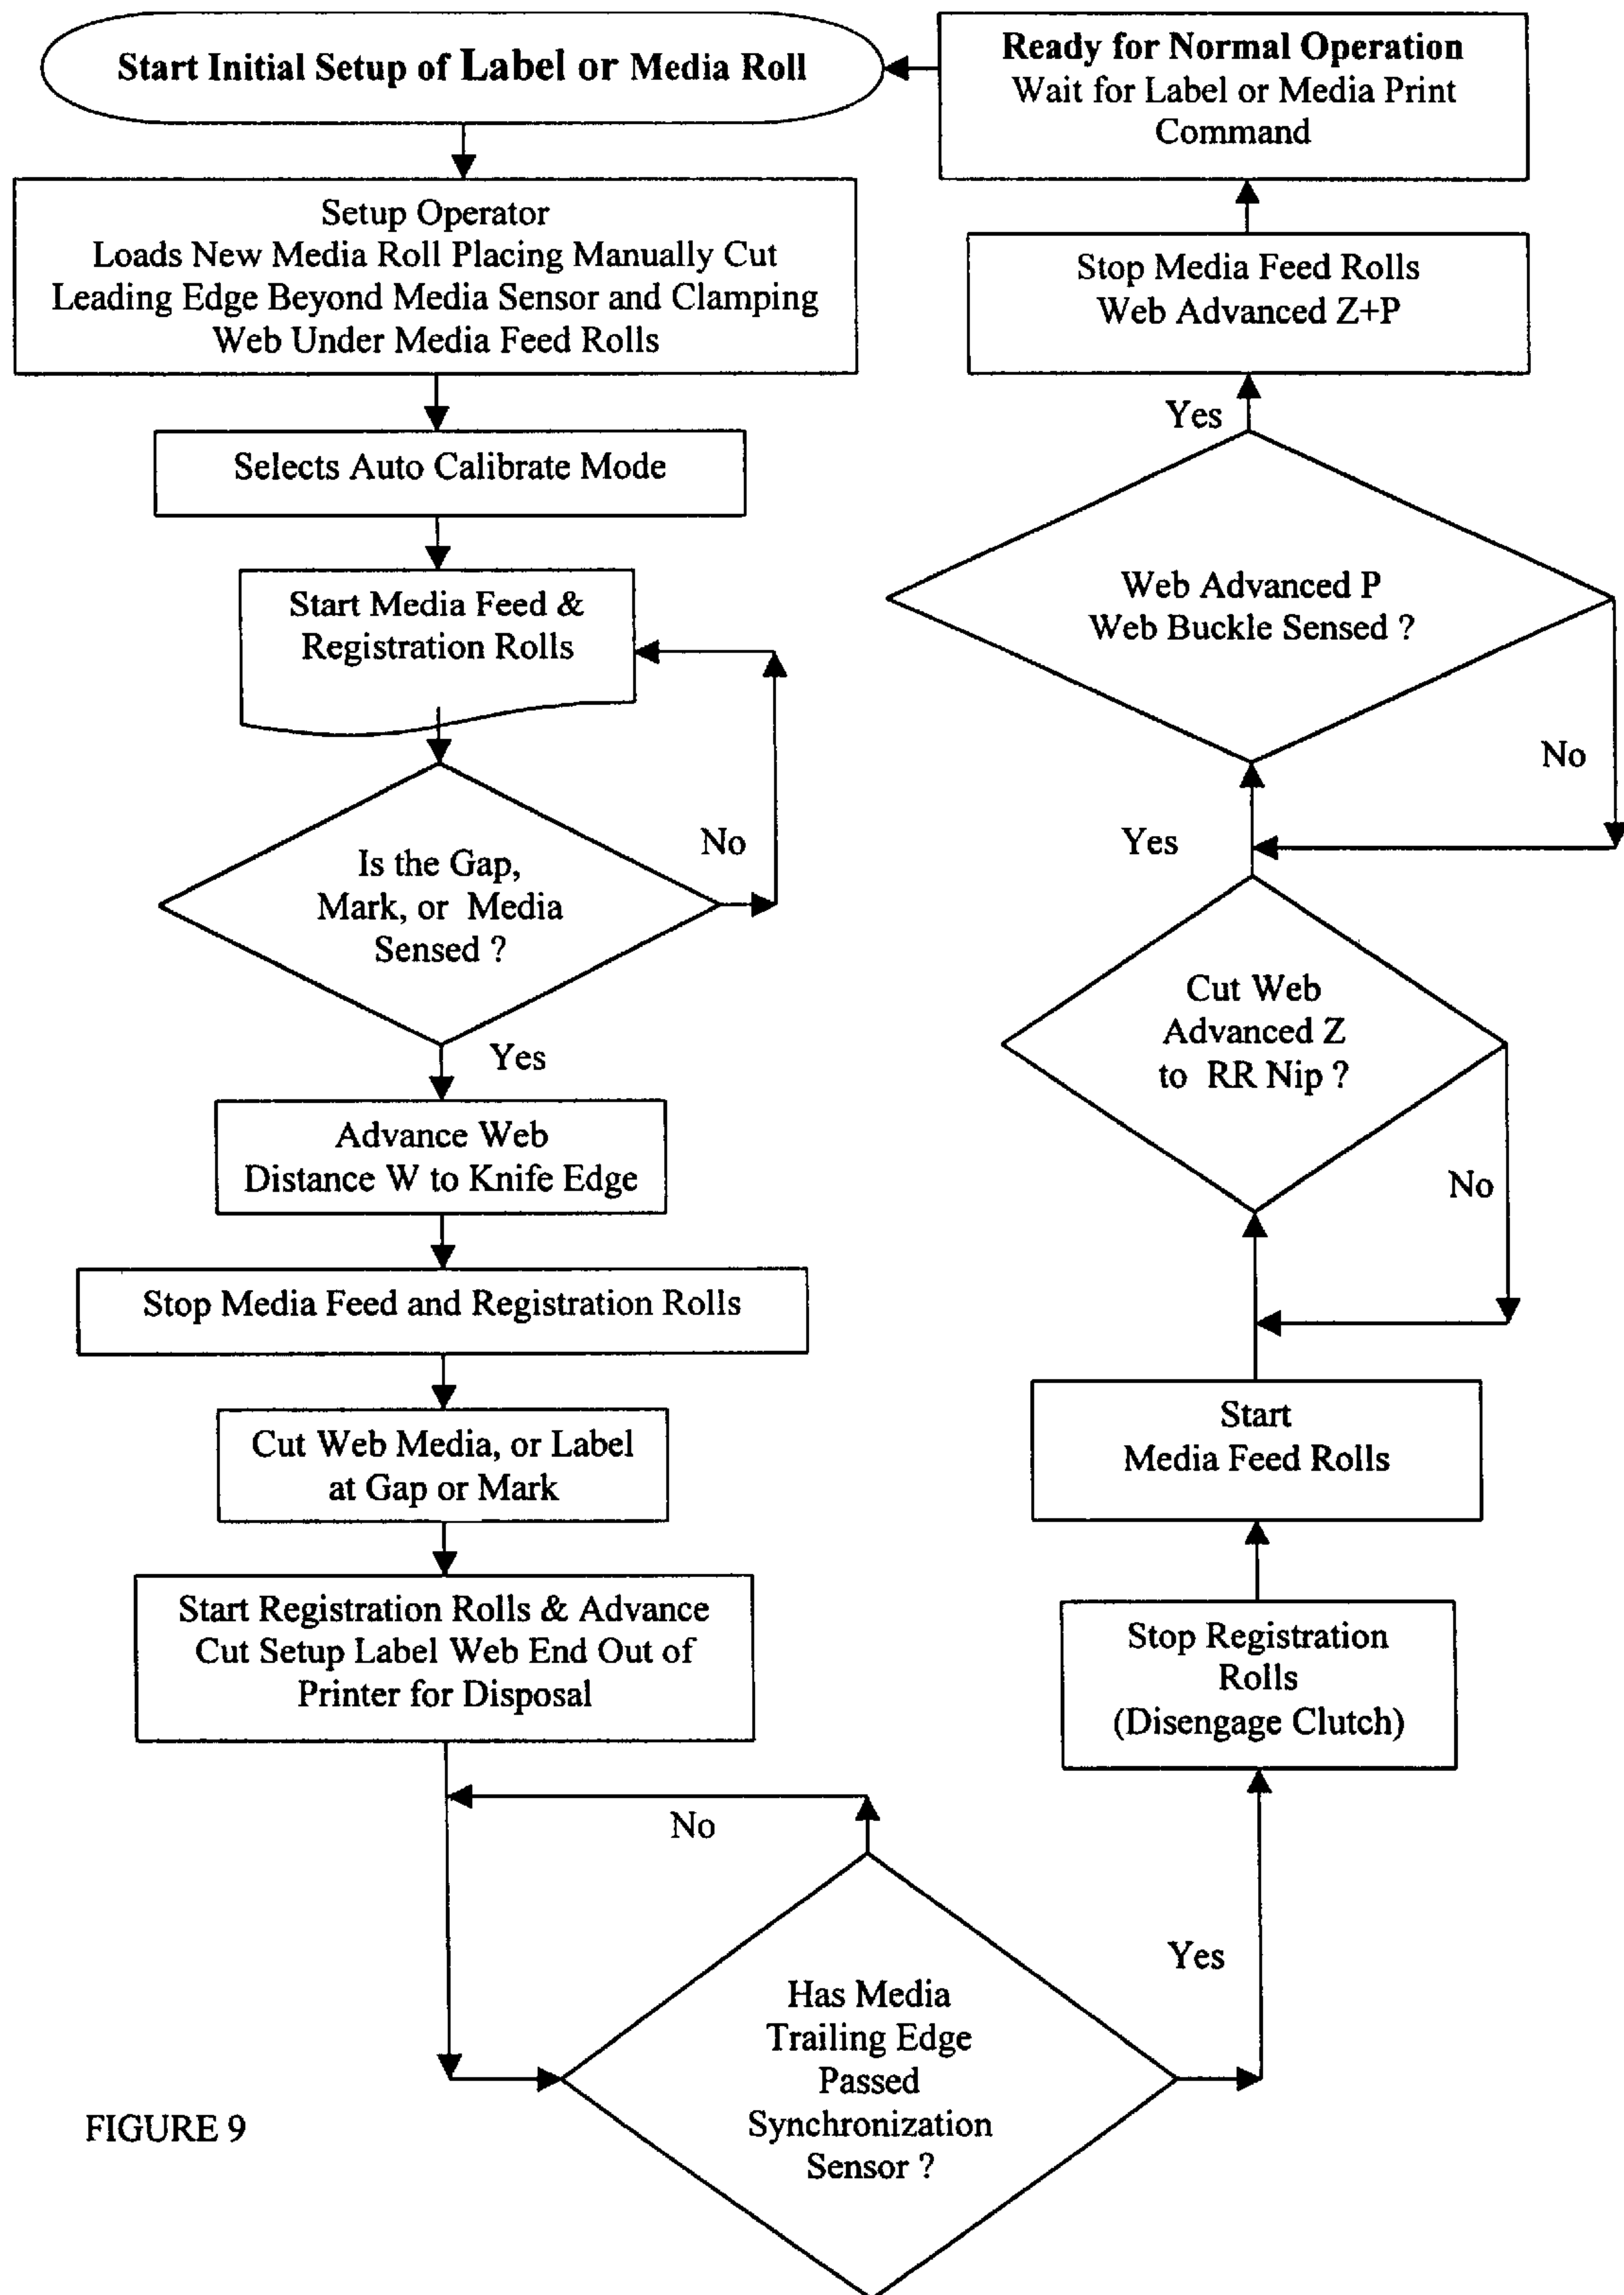 Start Initial Setup of Label or Media Roll
Setup Operator
Loads New Media Roll Placing Manually Cut
Leading Edge Beyond Media Sensor and Clamping
Web Under Media Feed Rolls
Selects Auto Calibrate Mode
Start Media Feed &
Registration Rolls
Is the Gap,
Mark, or Media
Sensed ?
No
Yes
Advance Web
Distance W to Knife Edge
Stop Media Feed and Registration Rolls
Cut Web Media, or Label
at Gap or Mark
Start Registration Rolls & Advance
Cut Setup Label Web End Out of
Printer for Disposal
No
Has Media
Trailing Edge
Passed
Synchronization
Sensor ?
Yes
Stop Registration
Rolls
(Disengage Clutch)
Start
Media Feed Rolls
Cut Web
Advanced Z
to RR Nip ?
No
Yes
Web Advanced P
Web Buckle Sensed ?
No
Yes
Stop Media Feed Rolls
Web Advanced Z+P
Ready for Normal Operation
Wait for Label or Media Print
Command
FIGURE 9